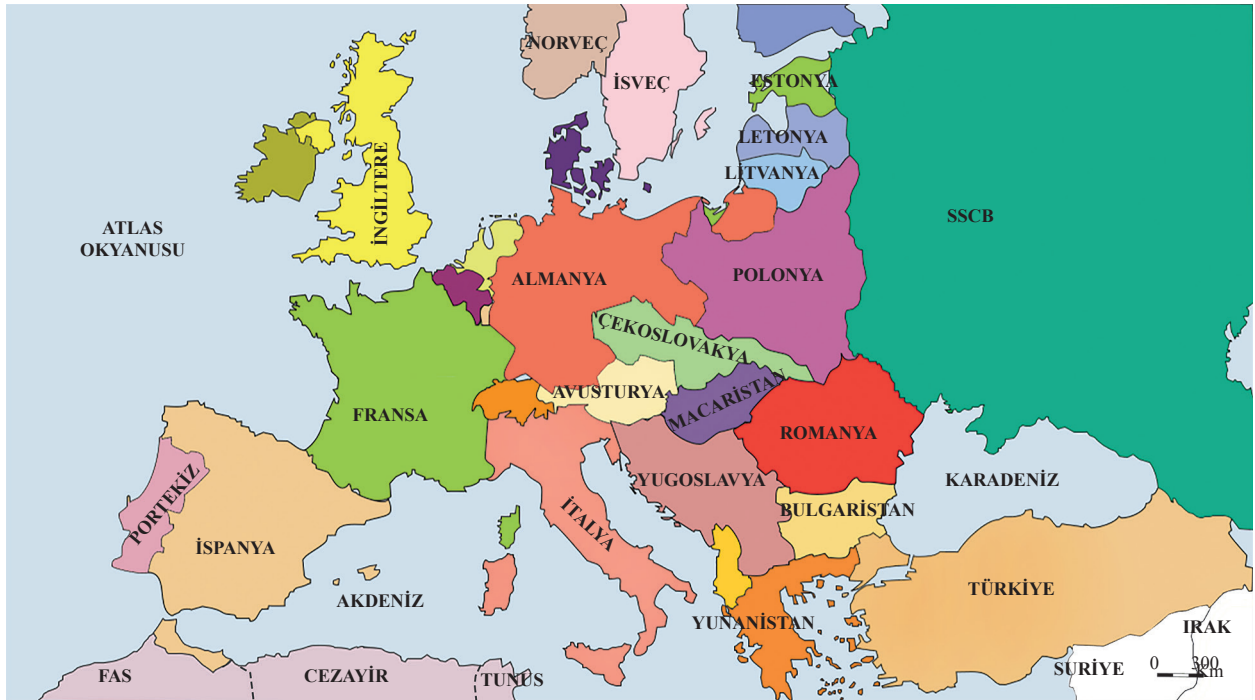 NORVEÇ
İSVEÇ
ESTONYA
LETONYA
LİTVANYA
İNGİLTERE
ATLAS
OKYANUSU
SSCB
ALMANYA
POLONYA
ÇEKOSLOVAKYA
AVUSTURYA
MACARİSTAN
FRANSA
ROMANYA
YUGOSLAVYA
KARADENİZ
PORTEKİZ
BULGARİSTAN
İTALYA
İSPANYA
TÜRKİYE
AKDENİZ
YUNANİSTAN
IRAK
FAS
CEZAYİR
TUNUS
SURİYE
0 300
km